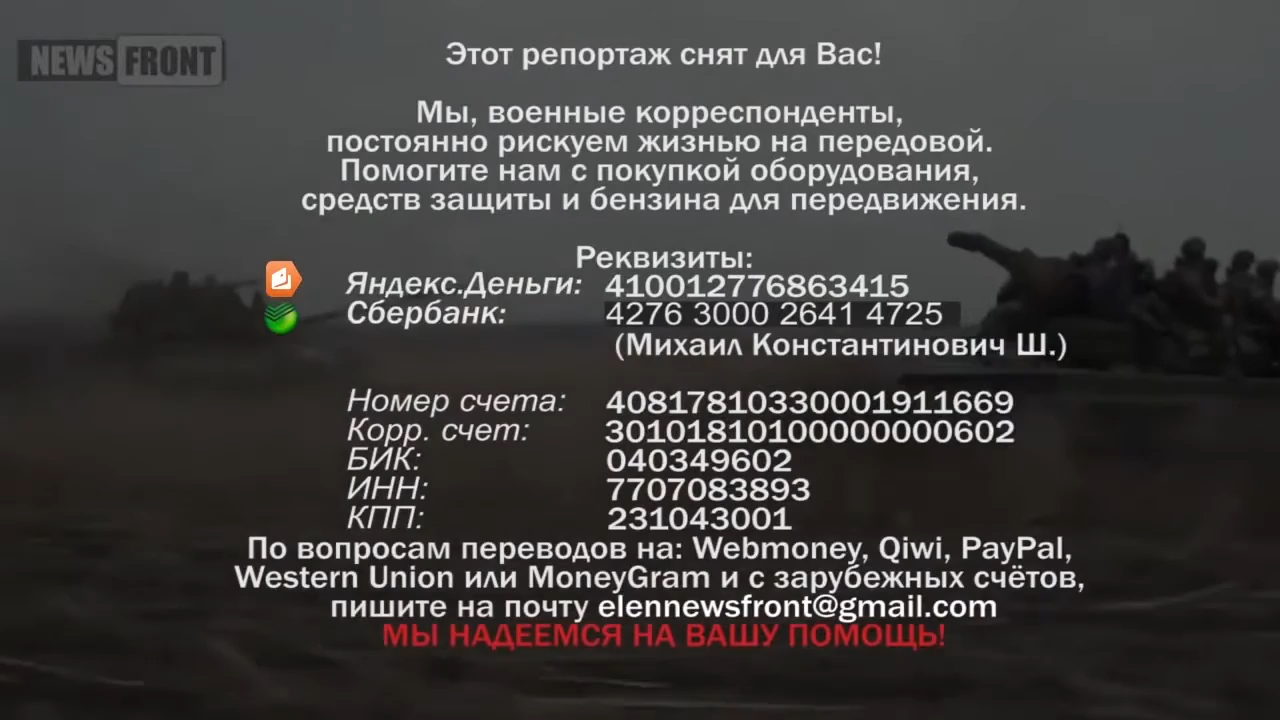 NEWS FRONT
Этот репортаж снят для Вас!
Мы, военные корреспонденты,
постоянно рискуем жизнью на передовой.
Помогите нам с покупкой оборудования,
средств защиты и бензина для передвижения.
Реквизиты:
Яндекс.Деньги: 410012776863415
Сбербанк: 4276 3000 2641 4725
(Михаил Константинович Ш.)
Номер счета: 40817810330001911669
Корр. счет: 30101810100000000602
БИК: 040349602
ИНН: 7707083893
КПП: 231043001
По вопросам переводов на: Webmoney, Qiwi, PayPal,
Western Union или MoneyGram и с зарубежных счётов,
пишите на почту elennewsfront@gmail.com
МЫ НАДЕЕМСЯ НА ВАШУ ПОМОЩЬ!